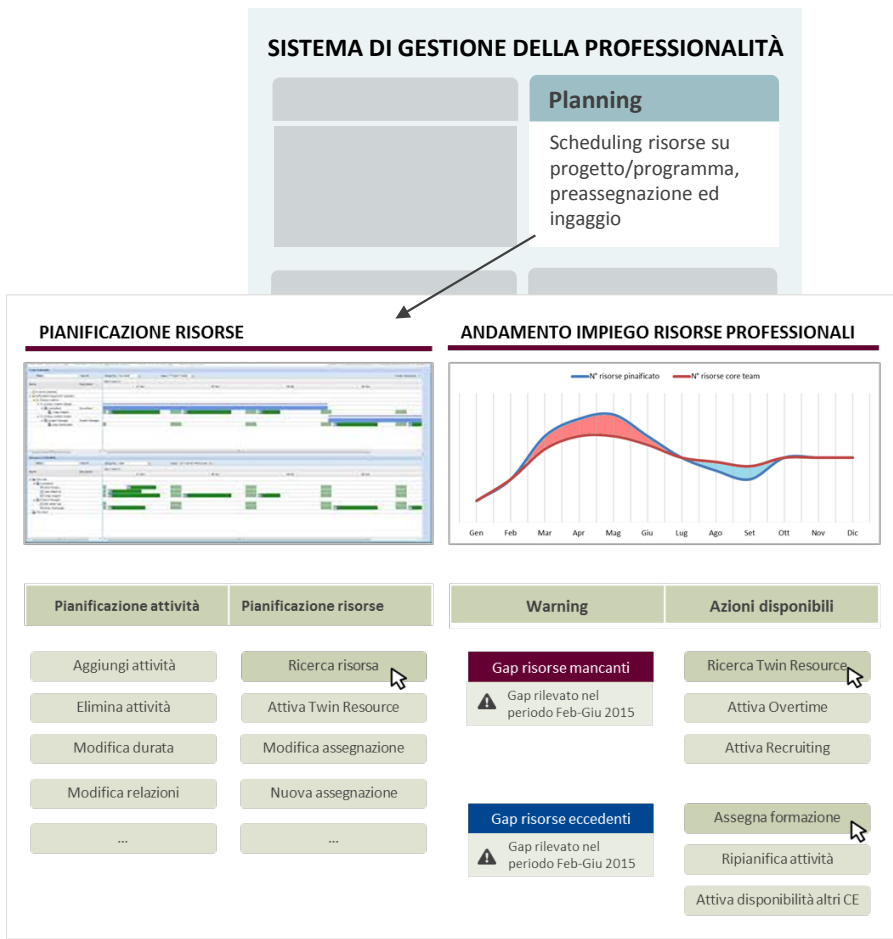 SISTEMA DI GESTIONE DELLA PROFESSIONALITÀ
Planning
Scheduling risorse su
progetto/programma,
preassegnazione ed
ingaggio
PIANIFICAZIONE RISORSE
ANDAMENTO IMPIEGO RISORSE PROFESSIONALI
N° risorse pinaificato
N° risorse core team
Gen Feb Mar Apr Mag Giu Lug Ago Set Ott Nov Dic
Pianificazione attività
Pianificazione risorse
Aggiungi attività
Ricerca risorsa
Elimina attività
Attiva Twin Resource
Modifica durata
Modifica assegnazione
Modifica relazioni
Nuova assegnazione
...
...
Warning
Azioni disponibili
Gap risorse mancanti
Gap rilevato nel
periodo Feb-Giu 2015
Ricerca Twin Resource
Attiva Overtime
Attiva Recruiting
Gap risorse eccedenti
Gap rilevato nel
periodo Feb-Giu 2015
Assegna formazione
Ripianifica attività
Attiva disponibilità altri CE